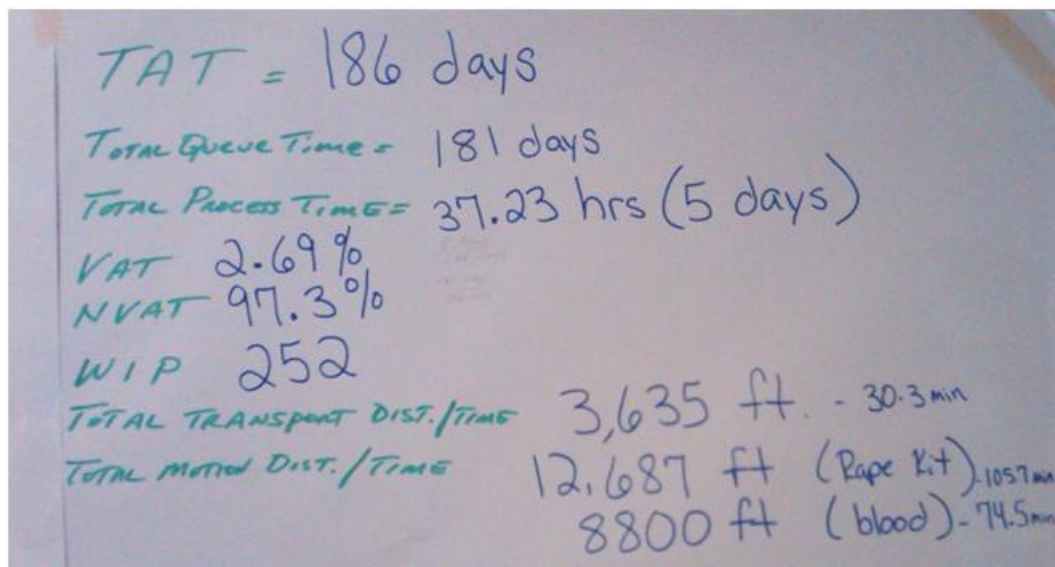 TAT = 186 days
TOTAL QUEUE TIME = 181 days
TOTAL PROCESS TIME = 37.23 hrs (5 days)
VAT 2.69%
NVAT 97.3%
WIP 252
TOTAL TRANSPORT DIST./TIME 3,635 ft. - 30.3 min
TOTAL MOTION DIST./TIME 12,687 ft (Rape Kit) - 105.7 min
8800 ft (blood) - 74.5 min